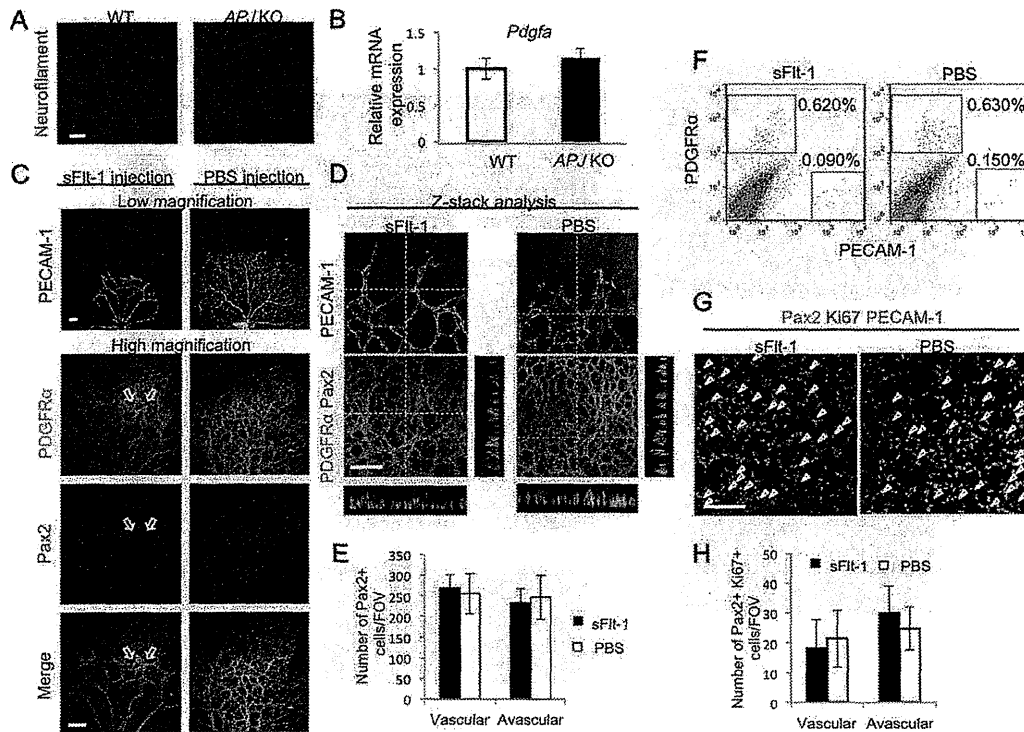 A
WT
APJ KO
Neurofilament
B
Pdgfa
Relative mRNA
expression
1.5
1
0.5
0
WT
APJ KO
C
sFlt-1 injection
PBS injection
Low magnification
PECAM-1
High magnification
PDGFRα
Pax2
Merge
D
Z-stack analysis
sFlt-1
PBS
PECAM-1
PDGFRα Pax2
E
Number of Pax2+
cells/FOV
350
300
250
200
150
100
50
0
Vascular
Avascular
sFlt-1
PBS
F
sFlt-1
PBS
PDGFRα
0.620%
0.090%
0.630%
0.150%
PECAM-1
G
Pax2 Ki67 PECAM-1
sFlt-1
PBS
H
Number of Pax2+ Ki67+
cells/FOV
50
40
30
20
10
0
sFlt-1
PBS
Vascular
Avascular